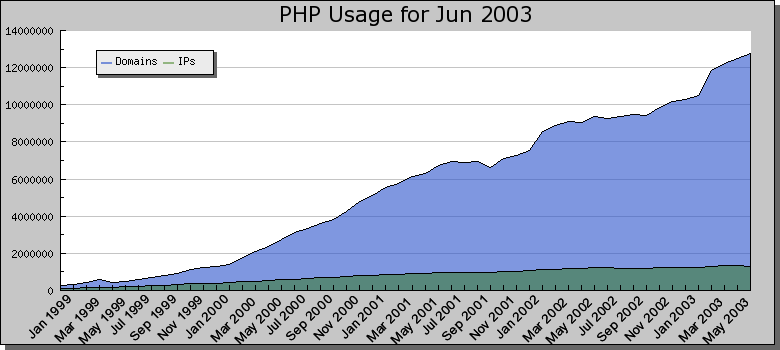 PHP Usage for Jun 2003
14000000
Domains IPs
12000000
10000000
8000000
6000000
4000000
2000000
0
Jan 1999
Mar 1999
May 1999
Jul 1999
Sep 1999
Nov 1999
Jan 2000
Mar 2000
May 2000
Jul 2000
Sep 2000
Nov 2000
Jan 2001
Mar 2001
May 2001
Jul 2001
Sep 2001
Nov 2001
Jan 2002
Mar 2002
May 2002
Jul 2002
Sep 2002
Nov 2002
Jan 2003
Mar 2003
May 2003